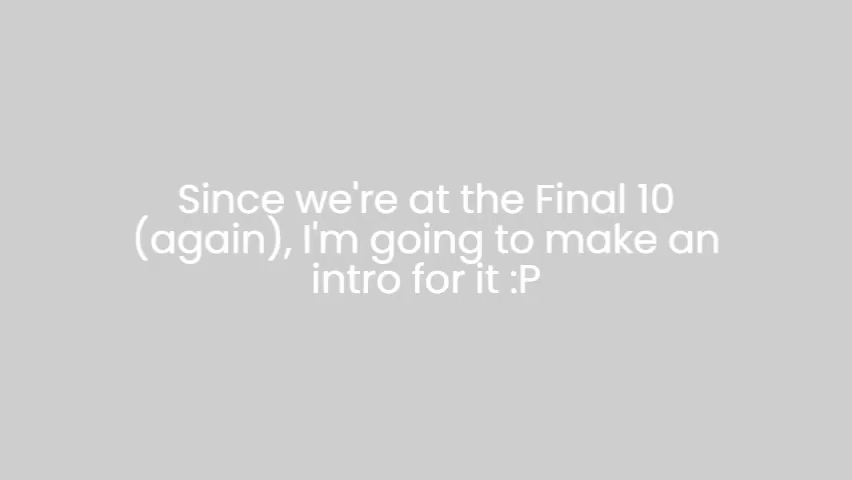 Since we're at the Final 10
(again), I'm going to make an
intro for it :P